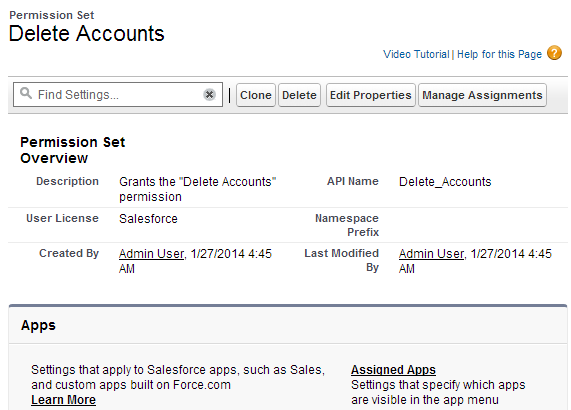 Permission Set
Delete Accounts
Video Tutorial | Help for this Page ?
Find Settings...
Clone
Delete
Edit Properties
Manage Assignments
Permission Set
Overview
Description
Grants the "Delete Accounts"
permission
API Name
Delete_Accounts
User License
Salesforce
Namespace
Prefix
Created By
Admin User, 1/27/2014 4:45
AM
Last Modified
By
Admin User, 1/27/2014 4:45
AM
Apps
Settings that apply to Salesforce apps, such as Sales,
and custom apps built on Force.com
Learn More
Assigned Apps
Settings that specify which apps
are visible in the app menu